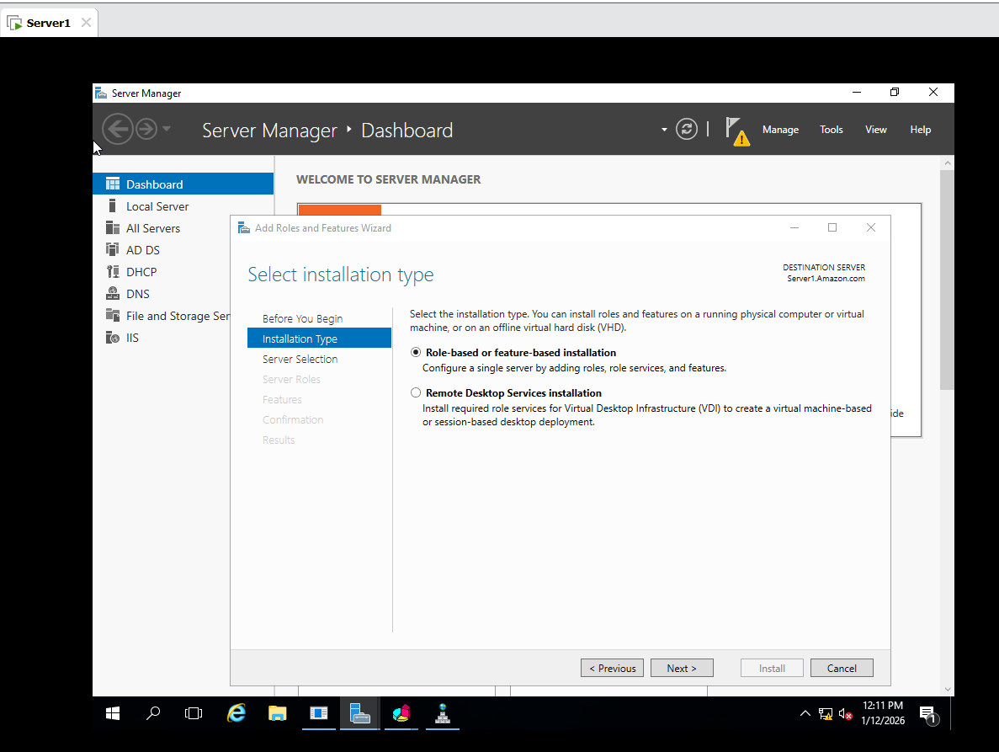 Server1
Server Manager
Server Manager Dashboard
Manage Tools View Help
Dashboard
Local Server
All Servers
AD DS
DHCP
DNS
File and Storage Ser
IIS
WELCOME TO SERVER MANAGER
ide
Add Roles and Features Wizard
Select installation type
DESTINATION SERVER
Server1.Amazon.com
Before You Begin
Installation Type
Server Selection
Server Roles
Features
Confirmation
Results
Select the installation type. You can install roles and features on a running physical computer or virtual
machine, or on an offline virtual hard disk (VHD).
Role-based or feature-based installation
Configure a single server by adding roles, role services, and features.
Remote Desktop Services installation
Install required role services for Virtual Desktop Infrastructure (VDI) to create a virtual machine-based
or session-based desktop deployment.
< Previous Next > Install Cancel
12:11 PM
1/12/2026
1